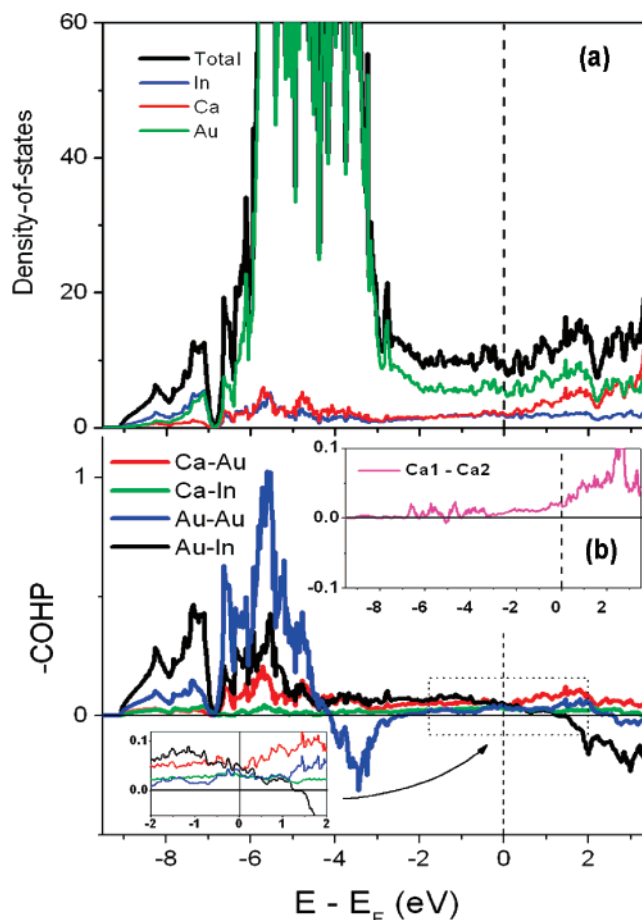 60
40
20
0
Density-of-states
Total
In
Ca
Au
(a)
1
0
-COHP
Ca-Au
Ca-In
Au-Au
Au-In
0.1
0.0
-0.1
Ca1 - Ca2
(b)
-8 -6 -4 -2 0 2
0.1
0.0
-2 -1 0 1 2
-8 -6 -4 -2 0 2
E - E_F (eV)